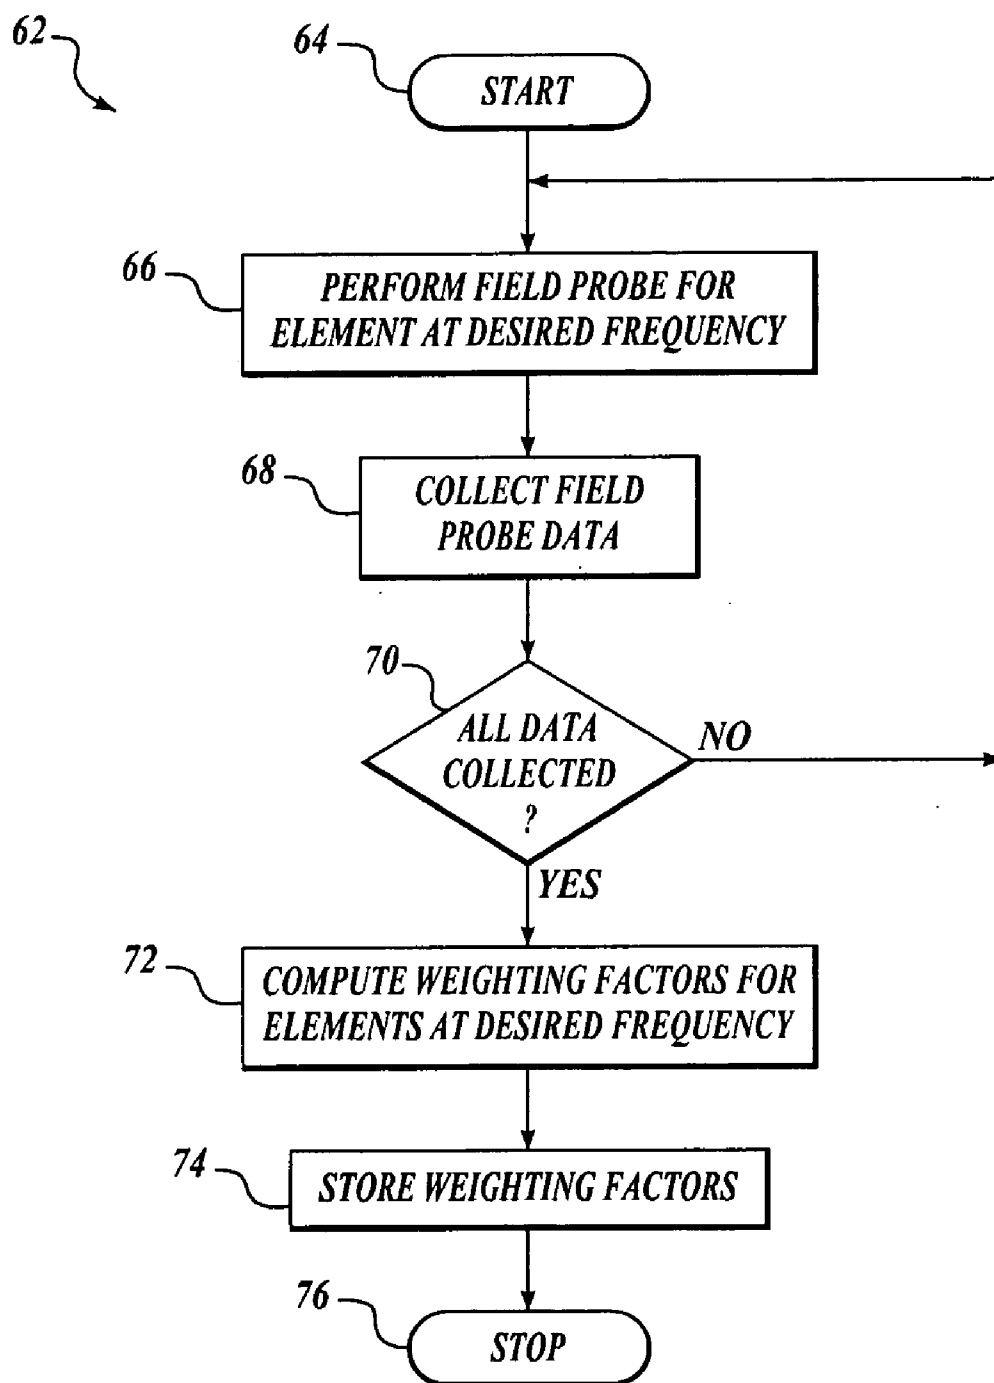 62
64
START
66
PERFORM FIELD PROBE FOR
ELEMENT AT DESIRED FREQUENCY
68
COLLECT FIELD
PROBE DATA
70
ALL DATA
COLLECTED
?
NO
YES
72
COMPUTE WEIGHTING FACTORS FOR
ELEMENTS AT DESIRED FREQUENCY
74
STORE WEIGHTING FACTORS
76
STOP